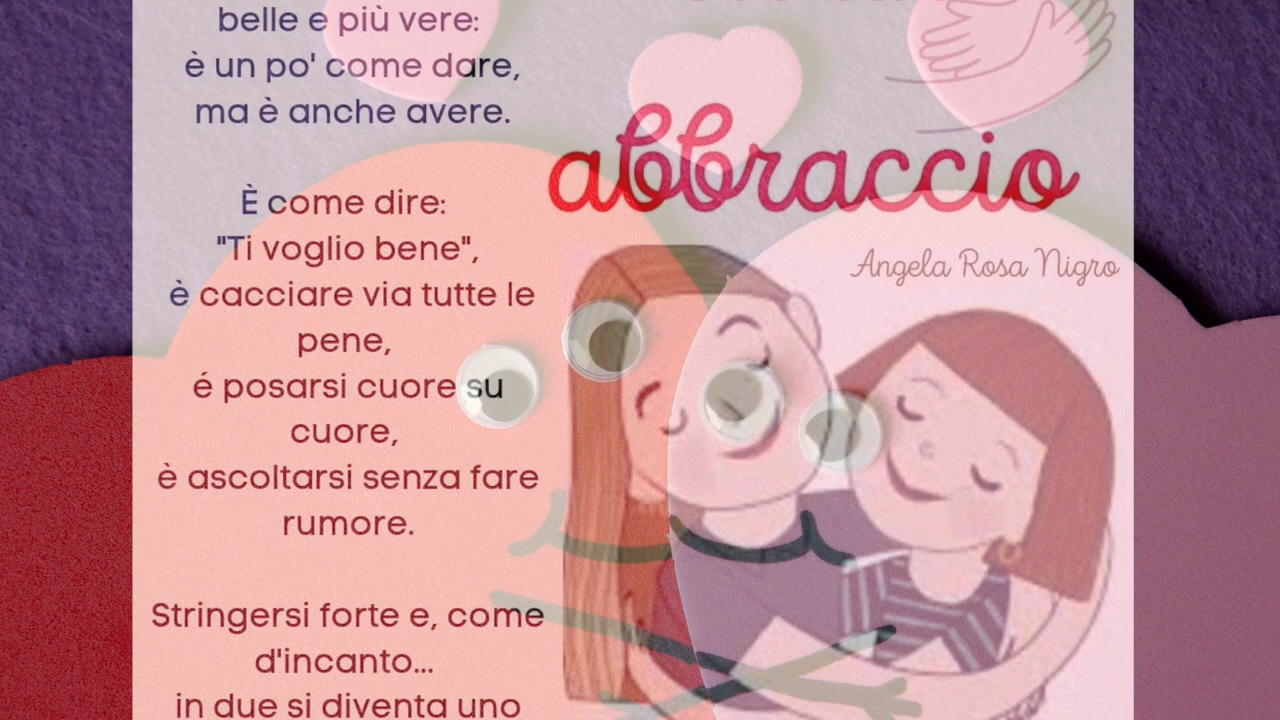 belle e più vere:
è un po' come dare,
ma è anche avere.
È come dire:
"Ti voglio bene",
è cacciare via tutte le
pene,
é posarsi cuore su
cuore,
è ascoltarsi senza fare
rumore.
Stringersi forte e, come
d'incanto...
in due si diventa uno
abbraccio
Angela Rosa Nigro